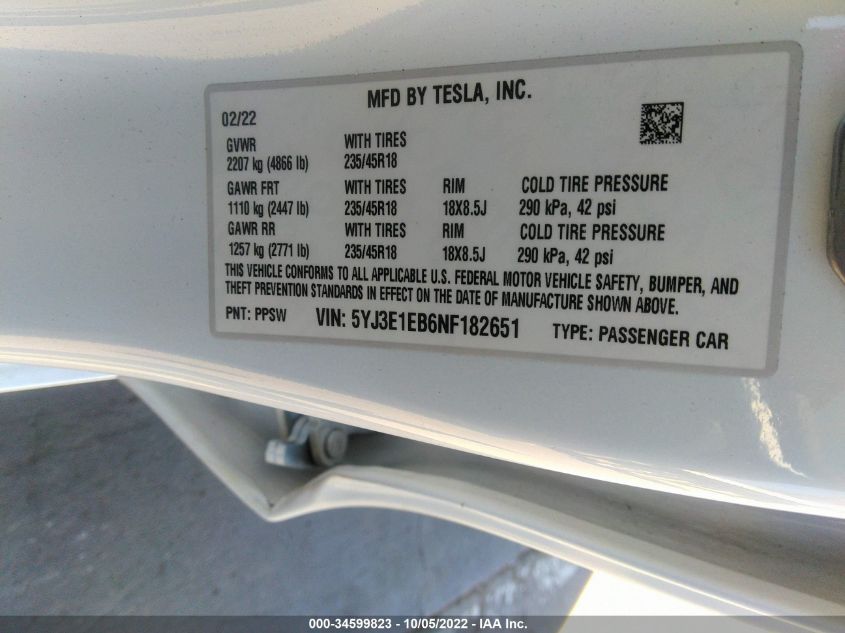 MFD BY TESLA, INC.
02/22
GVWR WITH TIRES
2207 kg (4866 lb) 235/45R18
GAWR FRT WITH TIRES RIM COLD TIRE PRESSURE
1110 kg (2447 lb) 235/45R18 18X8.5J 290 kPa, 42 psi
GAWR RR WITH TIRES RIM COLD TIRE PRESSURE
1257 kg (2771 lb) 235/45R18 18X8.5J 290 kPa, 42 psi
THIS VEHICLE CONFORMS TO ALL APPLICABLE U.S. FEDERAL MOTOR VEHICLE SAFETY, BUMPER, AND
THEFT PREVENTION STANDARDS IN EFFECT ON THE DATE OF MANUFACTURE SHOWN ABOVE.
PNT: PPSW VIN: 5YJ3E1EB6NF182651 TYPE: PASSENGER CAR
000-34599823 - 10/05/2022 - IAA Inc.